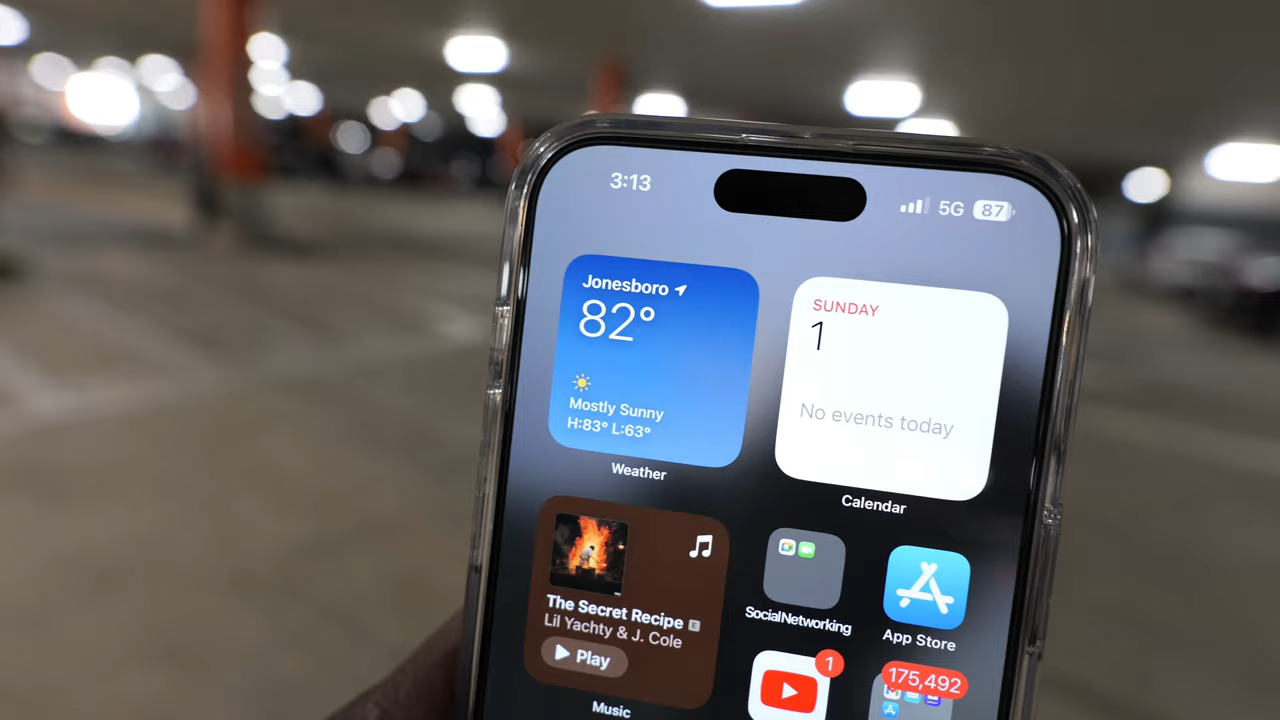 3:13
5G 87
Jonesboro
82°
Mostly Sunny
H:83° L:63°
Weather
SUNDAY
1
No events today
Calendar
The Secret Recipe E
Lil Yachty & J. Cole
Play
Music
SocialNetworking
App Store
1
175,492